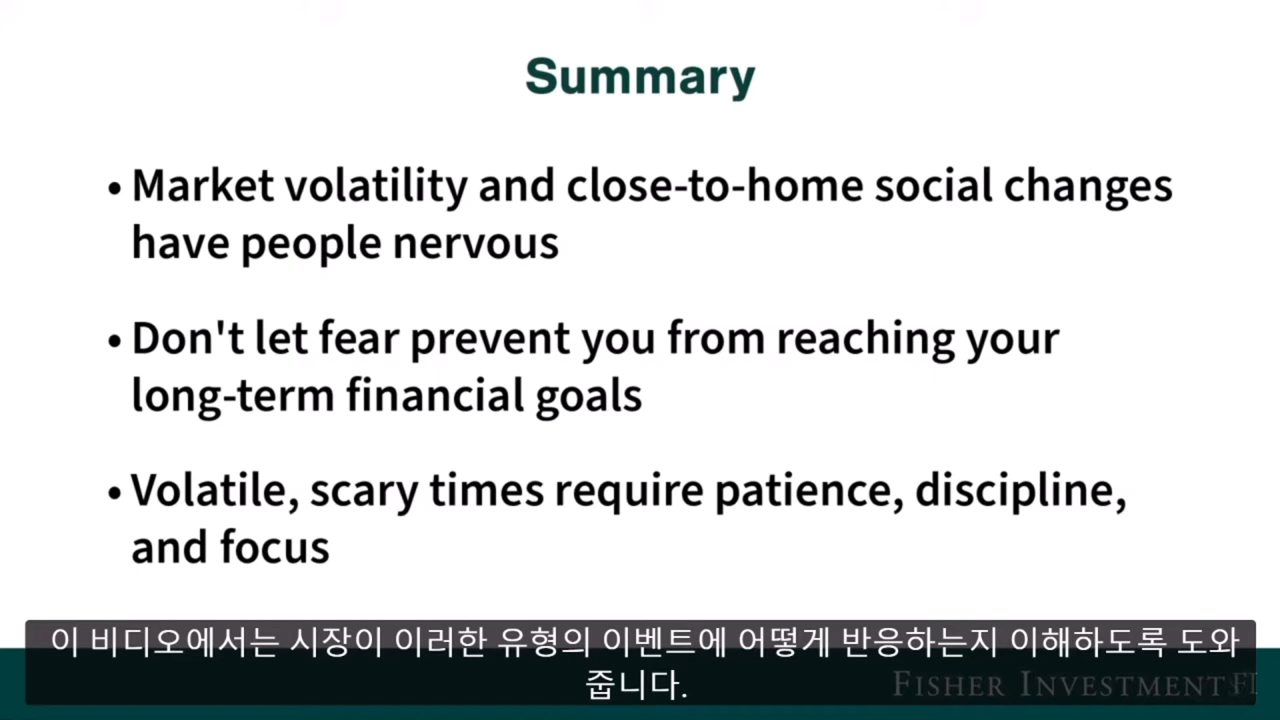 Summary
• Market volatility and close-to-home social changes
have people nervous
• Don't let fear prevent you from reaching your
long-term financial goals
• Volatile, scary times require patience, discipline,
and focus
이 비디오에서는 시장이 이러한 유형의 이벤트에 어떻게 반응하는지 이해하도록 도와
줍니다.
FISHER INVESTMENTS